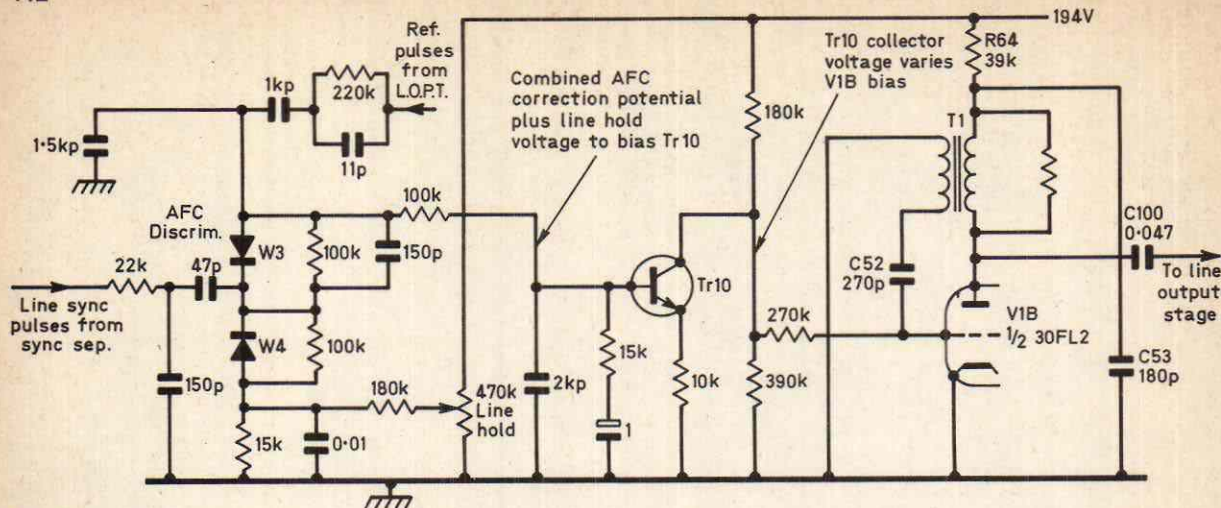 Ref.
pulses
from
L.O.P.T.
1kp
220k
11p
1·5kp
AFC
Discrim.
W3
100k
100k
150p
22k
47p
Line sync
pulses from
sync sep.
W4
100k
150p
15k
0·01
180k
470k
Line
hold
Combined AFC
correction potential
plus line hold
voltage to bias Tr10
2kp
15k
1
Tr10
10k
180k
Tr10 collector
voltage varies
V1B bias
270k
390k
194V
R64
39k
T1
C52
270p
C100
0·047
To line
output
stage
V1B
1/2 30FL2
C53
180p